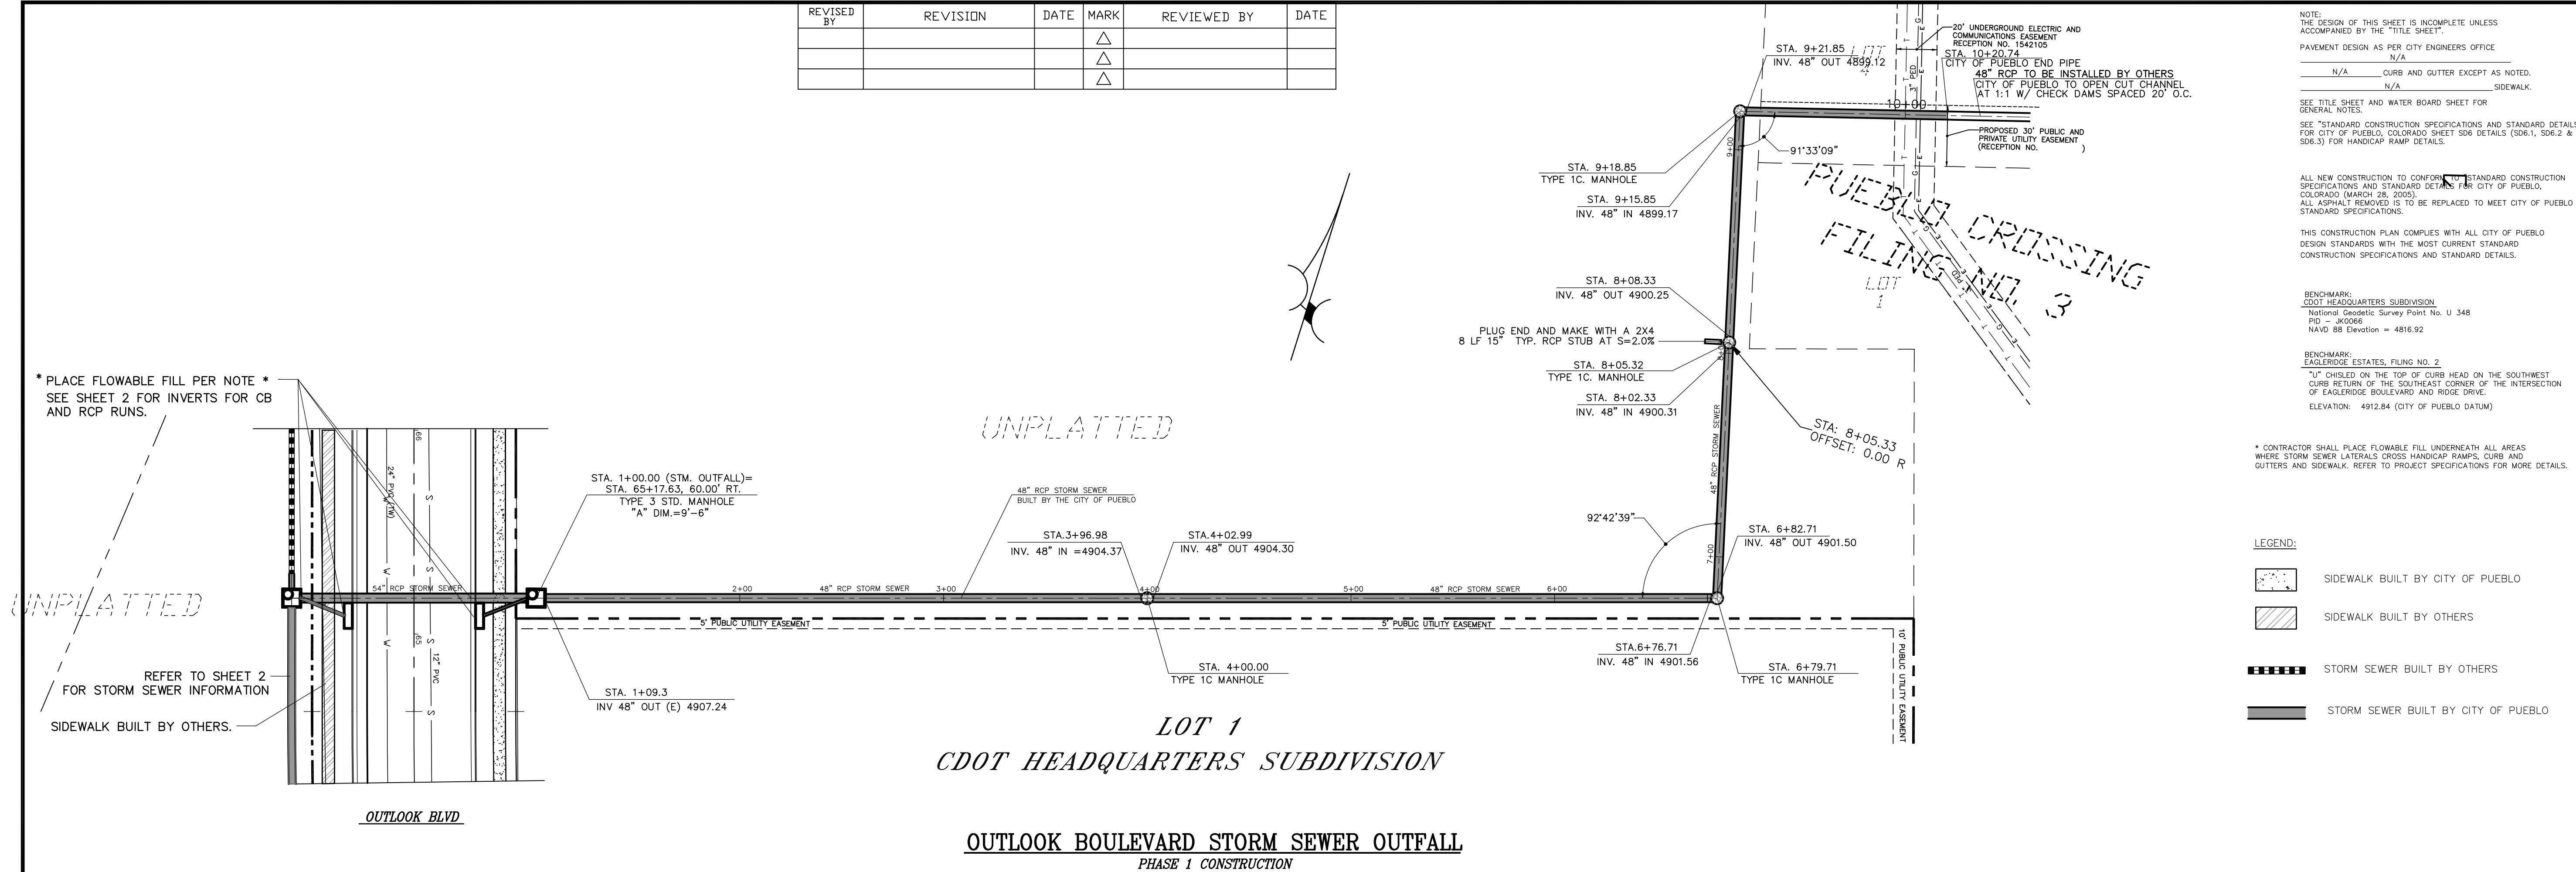 REVISED BY REVISION DATE MARK REVIEWED BY DATE
20' UNDERGROUND ELECTRIC AND
COMMUNICATIONS EASEMENT
RECEPTION NO. 1542105
STA. 9+21.85
INV. 48" OUT 4899.12
LOT
4
STA. 10+20.74
CITY OF PUEBLO END PIPE
48" RCP TO BE INSTALLED BY OTHERS
CITY OF PUEBLO TO OPEN CUT CHANNEL
AT 1:1 W/ CHECK DAMS SPACED 20' O.C.
10+00
3" PED
T T G E
PROPOSED 30' PUBLIC AND
PRIVATE UTILITY EASEMENT
(RECEPTION NO. )
9+00
91°33'09"
STA. 9+18.85
TYPE 1C. MANHOLE
STA. 9+15.85
INV. 48" IN 4899.17
PUEBLO CROSSING
FILING NO. 3
LOT
1
STA. 8+08.33
INV. 48" OUT 4900.25
PLUG END AND MAKE WITH A 2X4
8 LF 15" TYP. RCP STUB AT S=2.0%
8+00
STA. 8+05.32
TYPE 1C. MANHOLE
STA. 8+02.33
INV. 48" IN 4900.31
STA: 8+05.33
OFFSET: 0.00 R
48" RCP STORM SEWER
92°42'39"
7+00
STA. 6+82.71
INV. 48" OUT 4901.50
* PLACE FLOWABLE FILL PER NOTE *
SEE SHEET 2 FOR INVERTS FOR CB
AND RCP RUNS.
UNPLATTED
UNPLATTED
66
24" PVC (TW)
W W W
S S S S
STA. 1+00.00 (STM. OUTFALL)=
STA. 65+17.63, 60.00' RT.
TYPE 3 STD. MANHOLE
"A" DIM.=9'-6"
48" RCP STORM SEWER
BUILT BY THE CITY OF PUEBLO
STA.3+96.98
INV. 48" IN =4904.37
STA.4+02.99
INV. 48" OUT 4904.30
54" RCP STORM SEWER
2+00 48" RCP STORM SEWER 3+00 4+00 5+00 48" RCP STORM SEWER 6+00
5' PUBLIC UTILITY EASEMENT
5' PUBLIC UTILITY EASEMENT
10' PUBLIC UTILITY EASEMENT
65
12" PVC
REFER TO SHEET 2
FOR STORM SEWER INFORMATION
SIDEWALK BUILT BY OTHERS.
STA. 1+09.3
INV 48" OUT (E) 4907.24
STA. 4+00.00
TYPE 1C MANHOLE
STA.6+76.71
INV. 48" IN 4901.56
STA. 6+79.71
TYPE 1C MANHOLE
LOT 1
CDOT HEADQUARTERS SUBDIVISION
OUTLOOK BLVD
OUTLOOK BOULEVARD STORM SEWER OUTFALL
PHASE 1 CONSTRUCTION
NOTE:
THE DESIGN OF THIS SHEET IS INCOMPLETE UNLESS
ACCOMPANIED BY THE "TITLE SHEET".
PAVEMENT DESIGN AS PER CITY ENGINEERS OFFICE
N/A
N/A CURB AND GUTTER EXCEPT AS NOTED.
N/A SIDEWALK.
SEE TITLE SHEET AND WATER BOARD SHEET FOR
GENERAL NOTES.
SEE "STANDARD CONSTRUCTION SPECIFICATIONS AND STANDARD DETAILS
FOR CITY OF PUEBLO, COLORADO SHEET SD6 DETAILS (SD6.1, SD6.2 &
SD6.3) FOR HANDICAP RAMP DETAILS.
ALL NEW CONSTRUCTION TO CONFORM TO "STANDARD CONSTRUCTION
SPECIFICATIONS AND STANDARD DETAILS FOR CITY OF PUEBLO,
COLORADO (MARCH 28, 2005).
ALL ASPHALT REMOVED IS TO BE REPLACED TO MEET CITY OF PUEBLO
STANDARD SPECIFICATIONS.
THIS CONSTRUCTION PLAN COMPLIES WITH ALL CITY OF PUEBLO
DESIGN STANDARDS WITH THE MOST CURRENT STANDARD
CONSTRUCTION SPECIFICATIONS AND STANDARD DETAILS.
BENCHMARK:
CDOT HEADQUARTERS SUBDIVISION
National Geodetic Survey Point No. U 348
PID - JK0066
NAVD 88 Elevation = 4816.92
BENCHMARK:
EAGLERIDGE ESTATES, FILING NO. 2
"U" CHISLED ON THE TOP OF CURB HEAD ON THE SOUTHWEST
CURB RETURN OF THE SOUTHEAST CORNER OF THE INTERSECTION
OF EAGLERIDGE BOULEVARD AND RIDGE DRIVE.
ELEVATION: 4912.84 (CITY OF PUEBLO DATUM)
* CONTRACTOR SHALL PLACE FLOWABLE FILL UNDERNEATH ALL AREAS
WHERE STORM SEWER LATERALS CROSS HANDICAP RAMPS, CURB AND
GUTTERS AND SIDEWALK. REFER TO PROJECT SPECIFICATIONS FOR MORE DETAILS.
LEGEND:
SIDEWALK BUILT BY CITY OF PUEBLO
SIDEWALK BUILT BY OTHERS
STORM SEWER BUILT BY OTHERS
STORM SEWER BUILT BY CITY OF PUEBLO